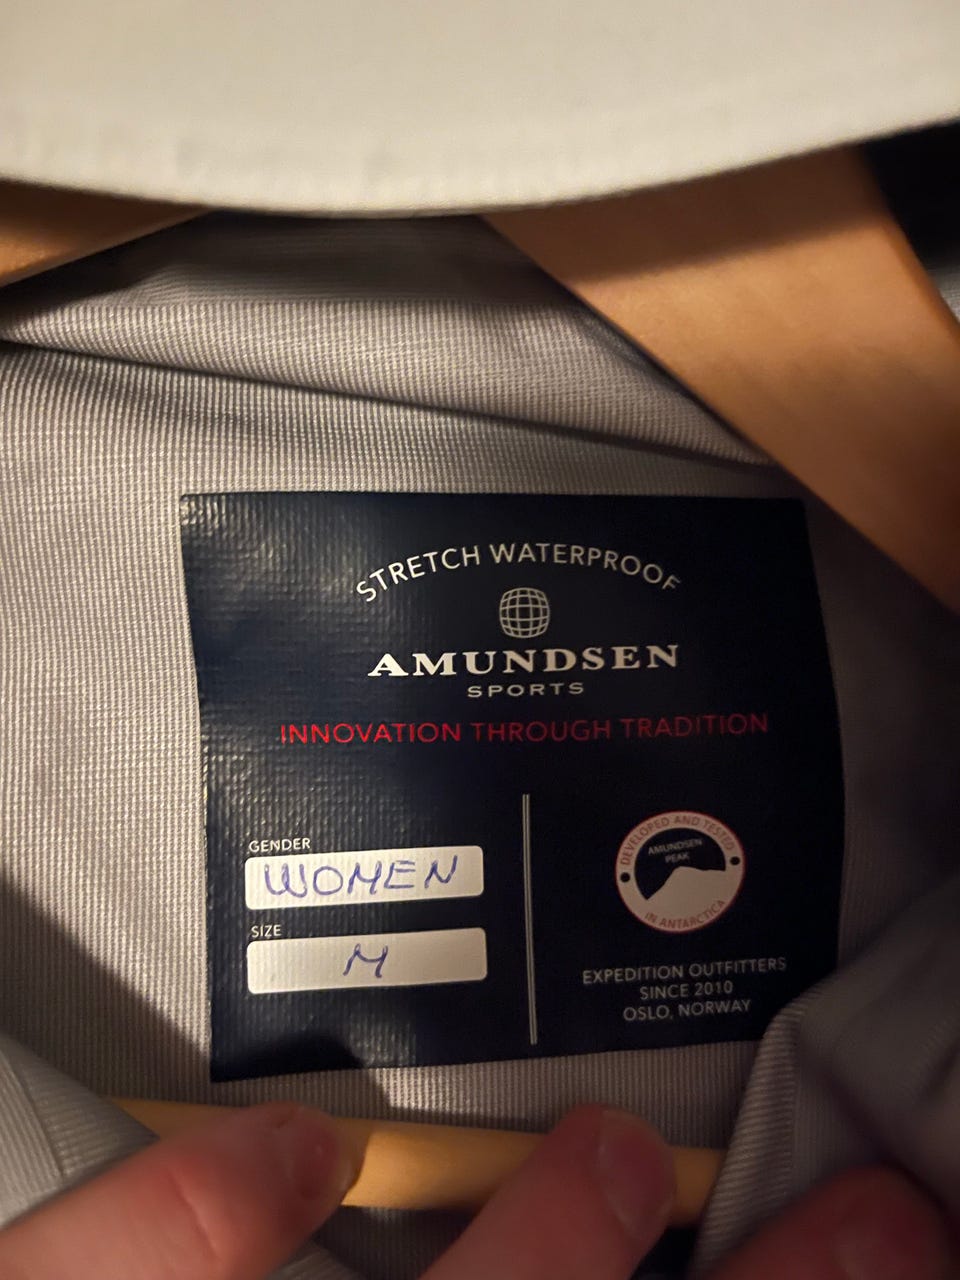 STRETCH WATERPROOF
AMUNDSEN
SPORTS
INNOVATION THROUGH TRADITION
GENDER
WOMEN
SIZE
M
DEVELOPED AND TESTED
AMUNDSEN
PEAK
IN ANTARCTICA
EXPEDITION OUTFITTERS
SINCE 2010
OSLO, NORWAY